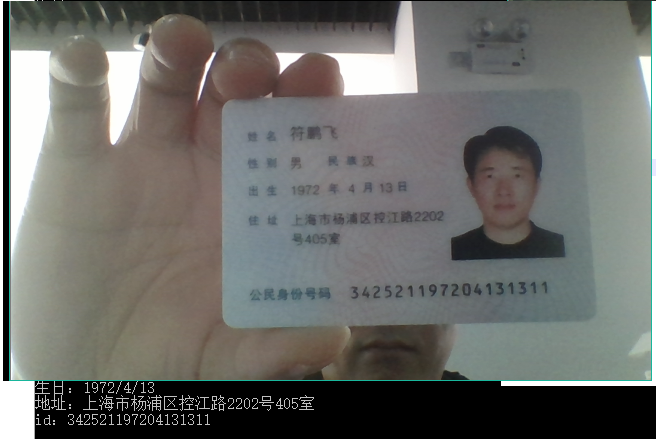 姓名 符鹏飞
性别 男 民族 汉
出生 1972 年 4 月 13 日
住址 上海市杨浦区控江路2202
号405室
公民身份号码 342521197204131311
生日: 1972/4/13
地址: 上海市杨浦区控江路2202号405室
id: 342521197204131311